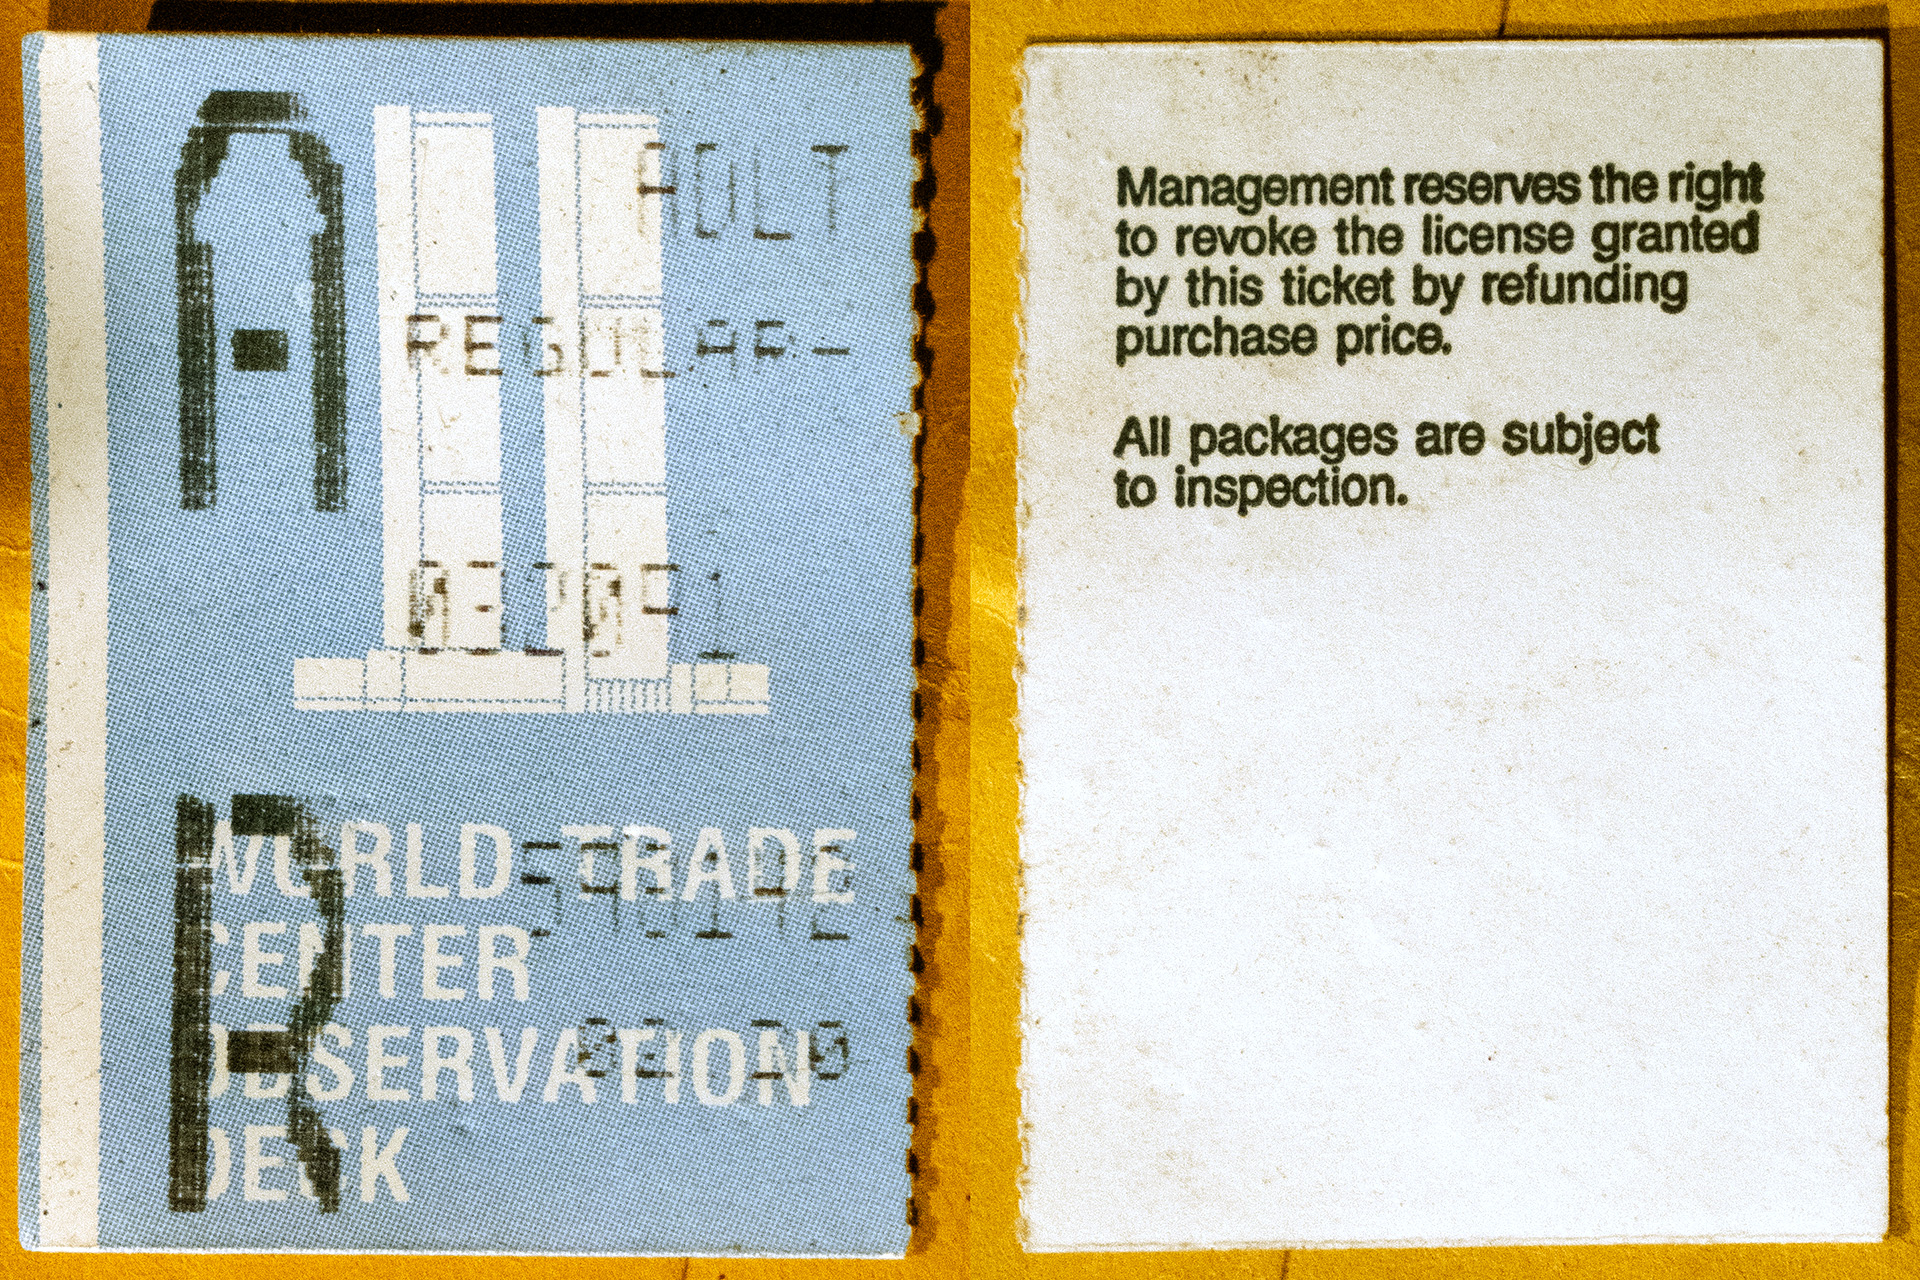 A
ADLT
REGULAR-
R
WORLD TRADE
CENTER
OBSERVATION
DECK
Management reserves the right
to revoke the license granted
by this ticket by refunding
purchase price.
All packages are subject
to inspection.